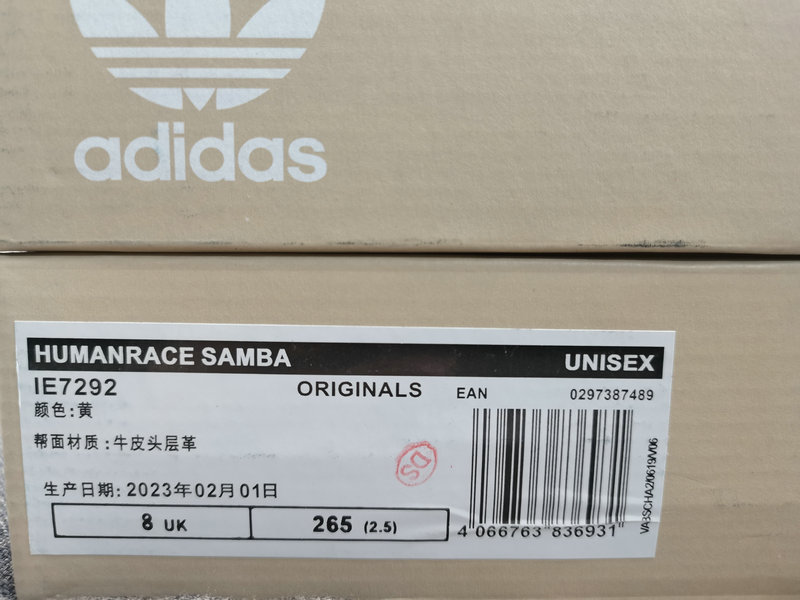 adidas
HUMANRACE SAMBA UNISEX
IE7292 ORIGINALS EAN 0297387489
颜色:黄
帮面材质:牛皮头层革
DS
生产日期:2023年02月01日
8 UK 265 (2.5)
4 066763 836931